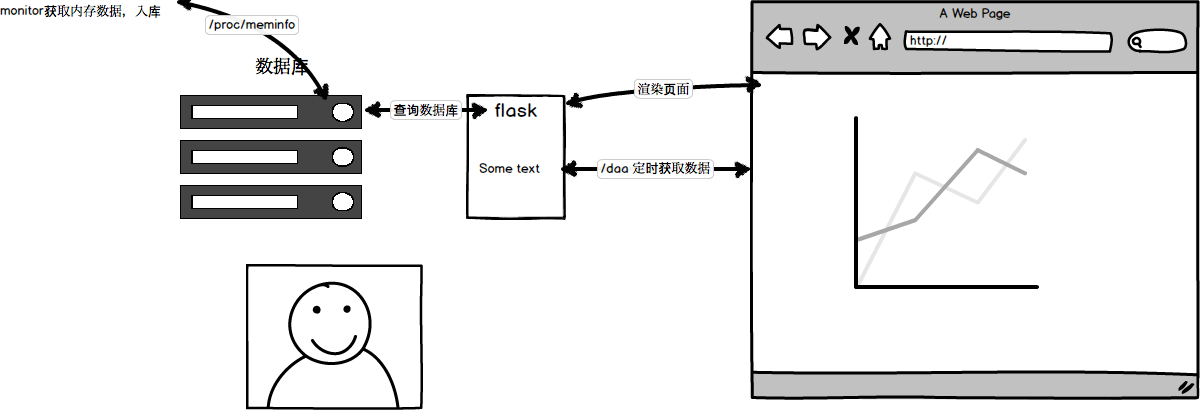 monitor获取内存数据，入库
/proc/meminfo
数据库
查询数据库
flask
Some text
渲染页面
/daa 定时获取数据
A Web Page
http://